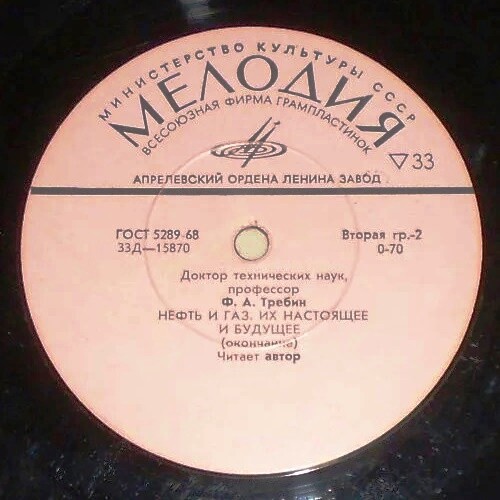 МИНИСТЕРСТВО КУЛЬТУРЫ СССР
МЕЛОДИЯ
ВСЕСОЮЗНАЯ ФИРМА ГРАМПЛАСТИНОК
33
АПРЕЛЕВСКИЙ ОРДЕНА ЛЕНИНА ЗАВОД
ГОСТ 5289-68 Вторая гр.-2
33Д—15870 0-70
Доктор технических наук,
профессор
Ф. А. Требин
НЕФТЬ И ГАЗ. ИХ НАСТОЯЩЕЕ
И БУДУЩЕЕ
(окончание)
Читает автор